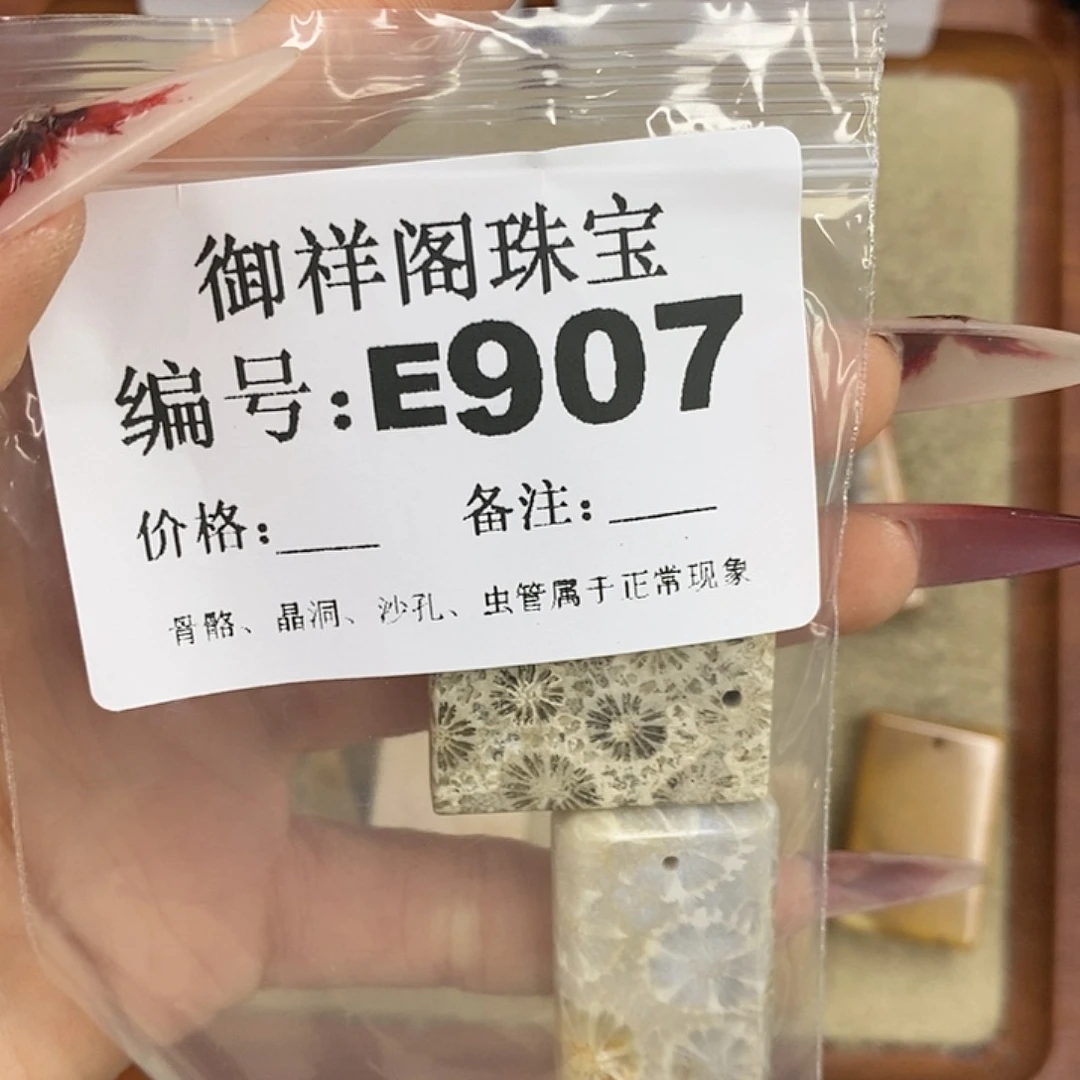 御祥阁珠宝
编号:E907
价格:___ 备注:____
骨骼、晶洞、沙孔、虫管属于正常现象